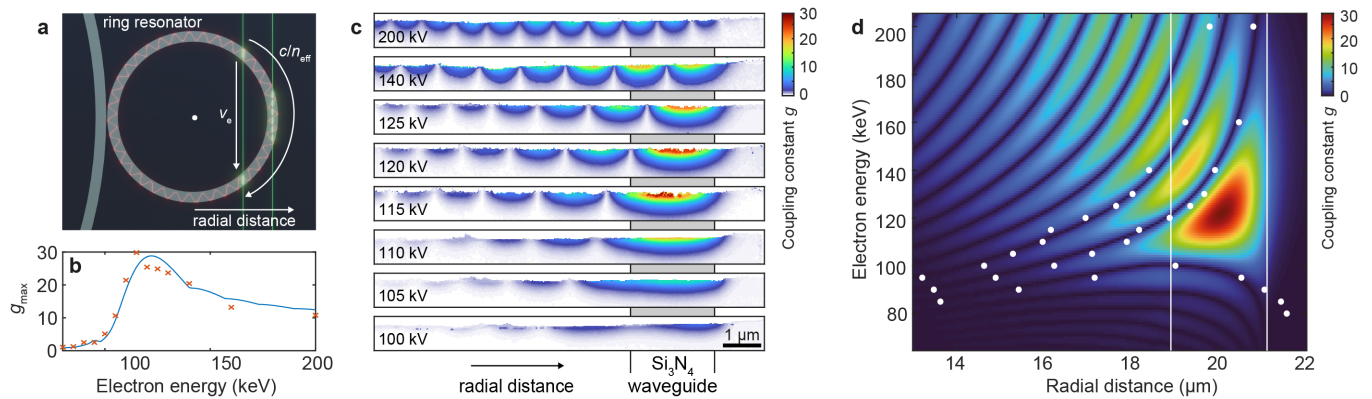 a
ring resonator
c/n_eff
v_e
radial distance
b
30
20
10
0
g_max
100
150
200
Electron energy (keV)
c
200 kV
140 kV
125 kV
120 kV
115 kV
110 kV
105 kV
100 kV
1 µm
radial distance
Si₃N₄
waveguide
30
20
10
0
Coupling constant g
d
200
180
160
140
120
100
80
Electron energy (keV)
14
16
18
20
22
Radial distance (µm)
30
20
10
0
Coupling constant g